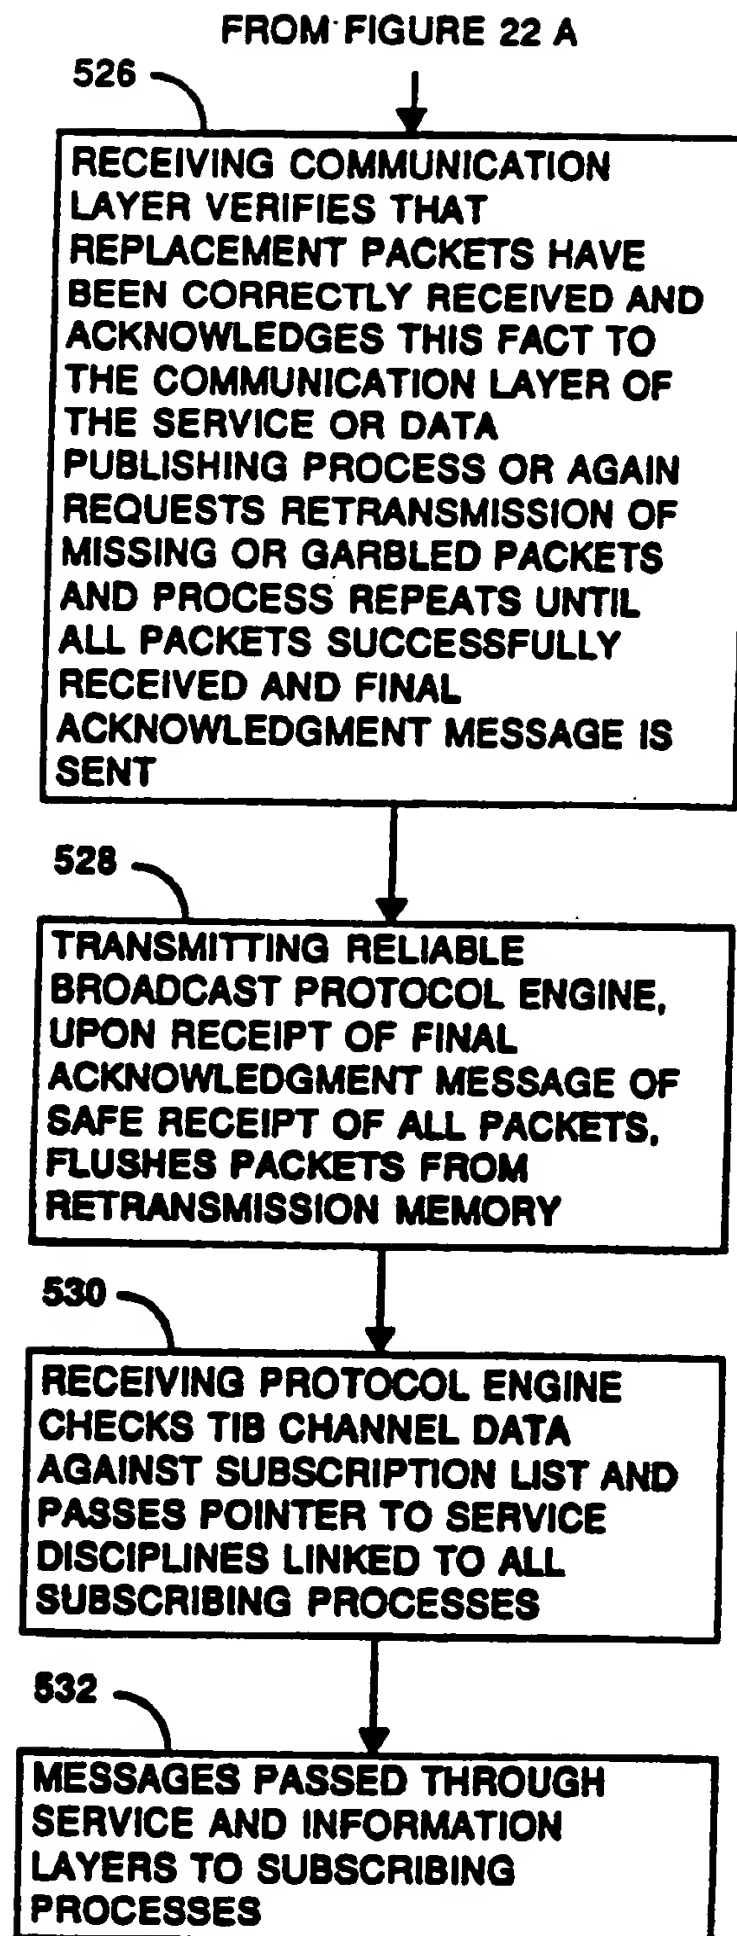 FROM FIGURE 22 A
526
RECEIVING COMMUNICATION
LAYER VERIFIES THAT
REPLACEMENT PACKETS HAVE
BEEN CORRECTLY RECEIVED AND
ACKNOWLEDGES THIS FACT TO
THE COMMUNICATION LAYER OF
THE SERVICE OR DATA
PUBLISHING PROCESS OR AGAIN
REQUESTS RETRANSMISSION OF
MISSING OR GARBLED PACKETS
AND PROCESS REPEATS UNTIL
ALL PACKETS SUCCESSFULLY
RECEIVED AND FINAL
ACKNOWLEDGMENT MESSAGE IS
SENT
528
TRANSMITTING RELIABLE
BROADCAST PROTOCOL ENGINE,
UPON RECEIPT OF FINAL
ACKNOWLEDGMENT MESSAGE OF
SAFE RECEIPT OF ALL PACKETS,
FLUSHES PACKETS FROM
RETRANSMISSION MEMORY
530
RECEIVING PROTOCOL ENGINE
CHECKS TIB CHANNEL DATA
AGAINST SUBSCRIPTION LIST AND
PASSES POINTER TO SERVICE
DISCIPLINES LINKED TO ALL
SUBSCRIBING PROCESSES
532
MESSAGES PASSED THROUGH
SERVICE AND INFORMATION
LAYERS TO SUBSCRIBING
PROCESSES